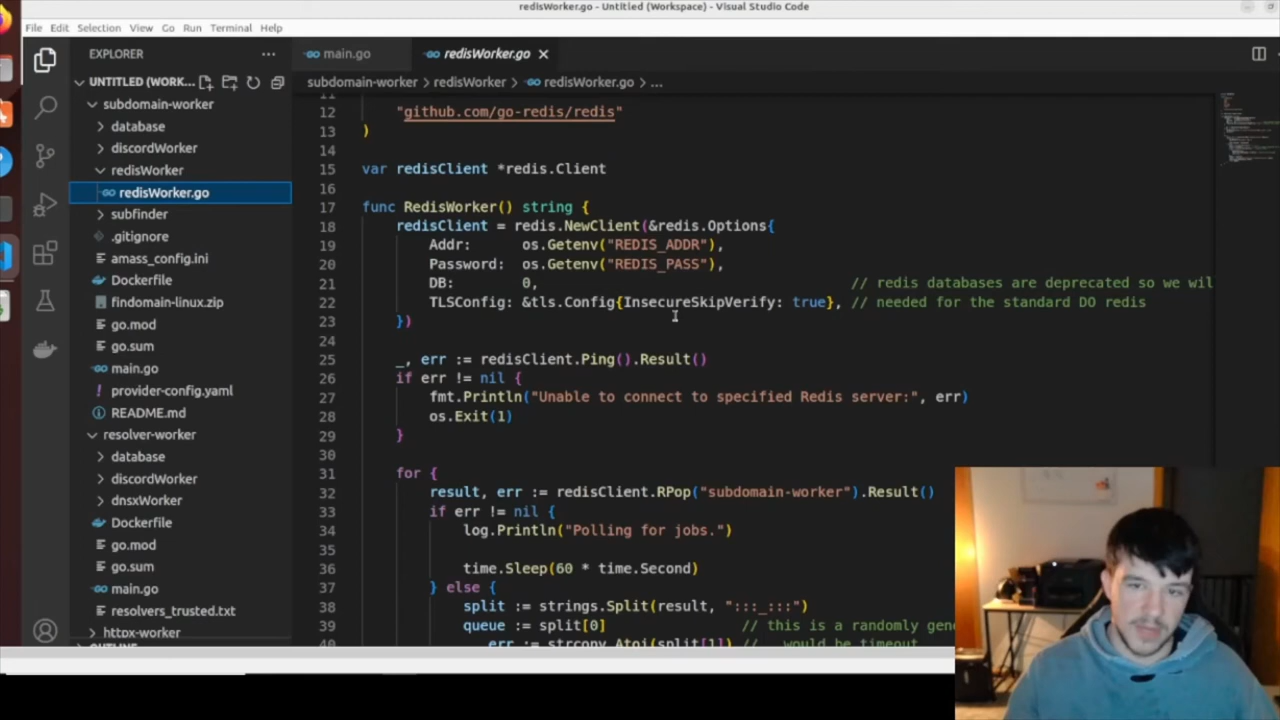 redisWorker.go - Untitled (Workspace) - Visual Studio Code
File Edit Selection View Go Run Terminal Help
EXPLORER
UNTITLED (WORK...
subdomain-worker
database
discordWorker
redisWorker
redisWorker.go
subfinder
.gitignore
amass_config.ini
Dockerfile
findomain-linux.zip
go.mod
go.sum
main.go
provider-config.yaml
README.md
resolver-worker
database
discordWorker
dnsxWorker
Dockerfile
go.mod
go.sum
main.go
resolvers_trusted.txt
httpx-worker
main.go redisWorker.go
subdomain-worker > redisWorker > redisWorker.go > ...
12 "github.com/go-redis/redis"
13 )
14
15 var redisClient *redis.Client
16
17 func RedisWorker() string {
18 redisClient = redis.NewClient(&redis.Options{
19 Addr: os.Getenv("REDIS_ADDR"),
20 Password: os.Getenv("REDIS_PASS"),
21 DB: 0, // redis databases are deprecated so we wil
22 TLSConfig: &tls.Config{InsecureSkipVerify: true}, // needed for the standard DO redis
23 })
24
25 _, err := redisClient.Ping().Result()
26 if err != nil {
27 fmt.Println("Unable to connect to specified Redis server:", err)
28 os.Exit(1)
29 }
30
31 for {
32 result, err := redisClient.RPop("subdomain-worker").Result()
33 if err != nil {
34 log.Println("Polling for jobs.")
35
36 time.Sleep(60 * time.Second)
37 } else {
38 split := strings.Split(result, ":::_:::")
39 queue := split[0] // this is a randomly gene
40 err := strconv.Atoi(split[1]) // would be timeout